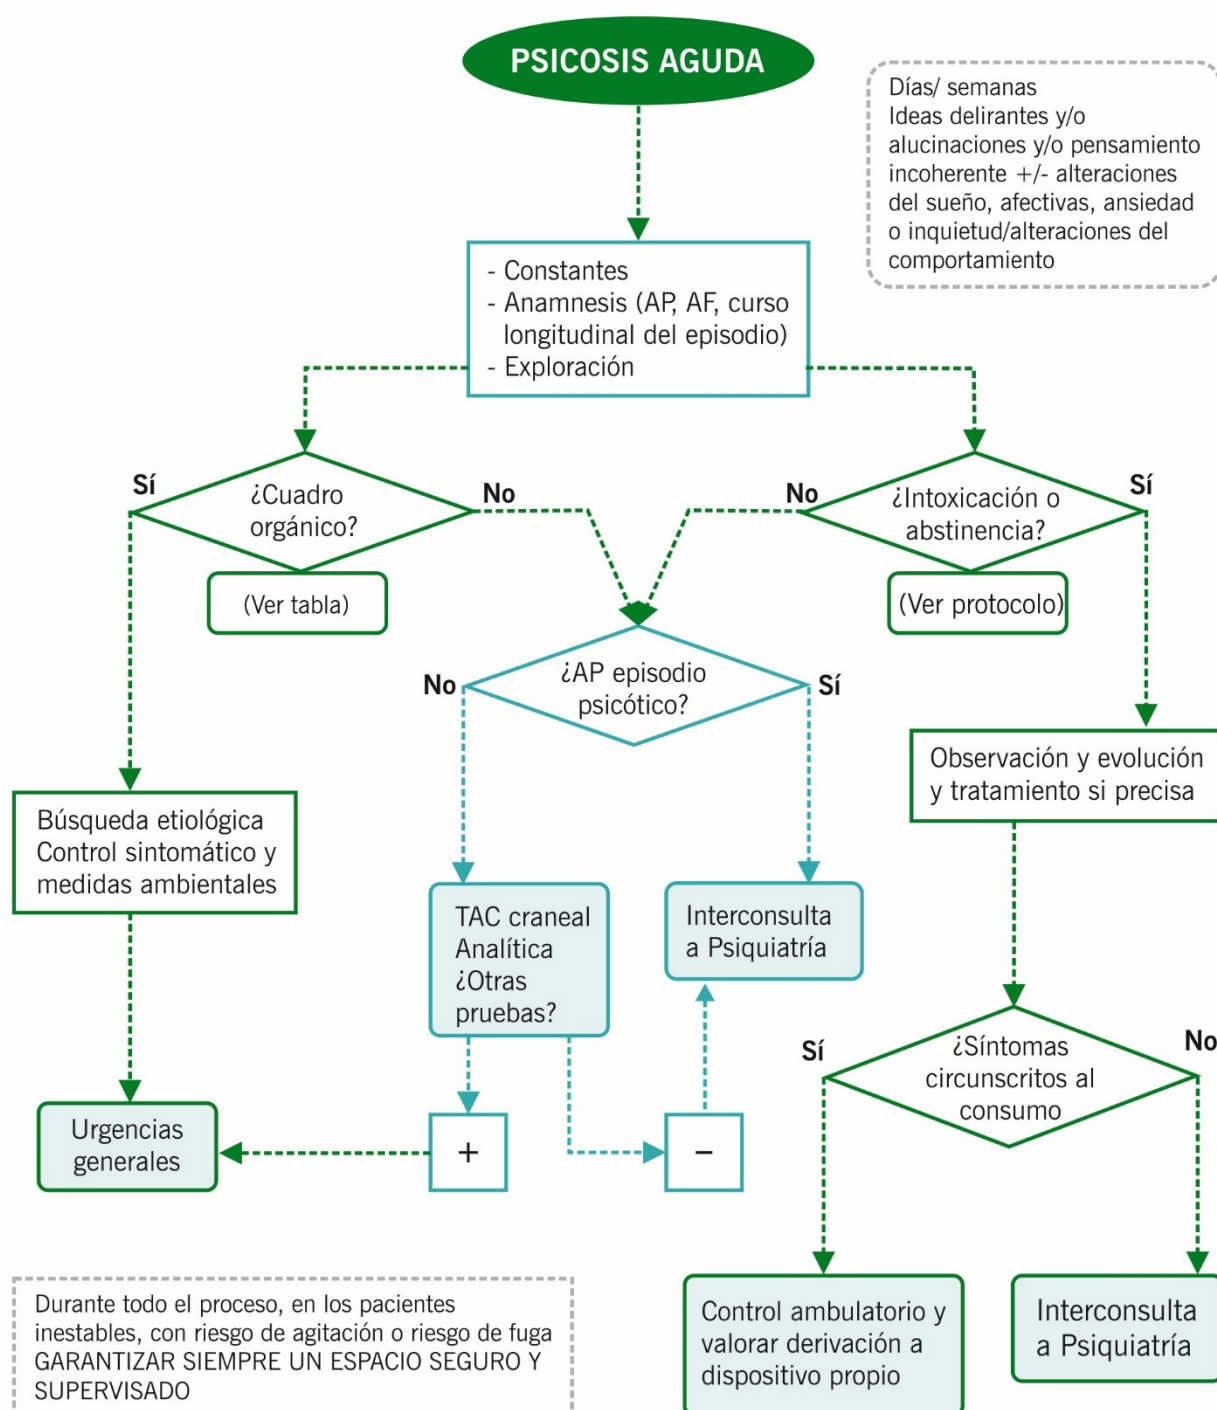 PSICOSIS AGUDA
Días/ semanas
Ideas delirantes y/o
alucinaciones y/o pensamiento
incoherente +/- alteraciones
del sueño, afectivas, ansiedad
o inquietud/alteraciones del
comportamiento
- Constantes
- Anamnesis (AP, AF, curso
longitudinal del episodio)
- Exploración
Sí
¿Cuadro
orgánico?
No
(Ver tabla)
No
¿Intoxicación o
abstinencia?
Sí
(Ver protocolo)
No
¿AP episodio
psicótico?
Sí
Búsqueda etiológica
Control sintomático y
medidas ambientales
Observación y evolución
y tratamiento si precisa
TAC craneal
Analítica
¿Otras
pruebas?
Interconsulta
a Psiquiatría
Sí
¿Síntomas
circunscritos al
consumo
No
Urgencias
generales
+
−
Durante todo el proceso, en los pacientes
inestables, con riesgo de agitación o riesgo de fuga
GARANTIZAR SIEMPRE UN ESPACIO SEGURO Y
SUPERVISADO
Control ambulatorio y
valorar derivación a
dispositivo propio
Interconsulta
a Psiquiatría